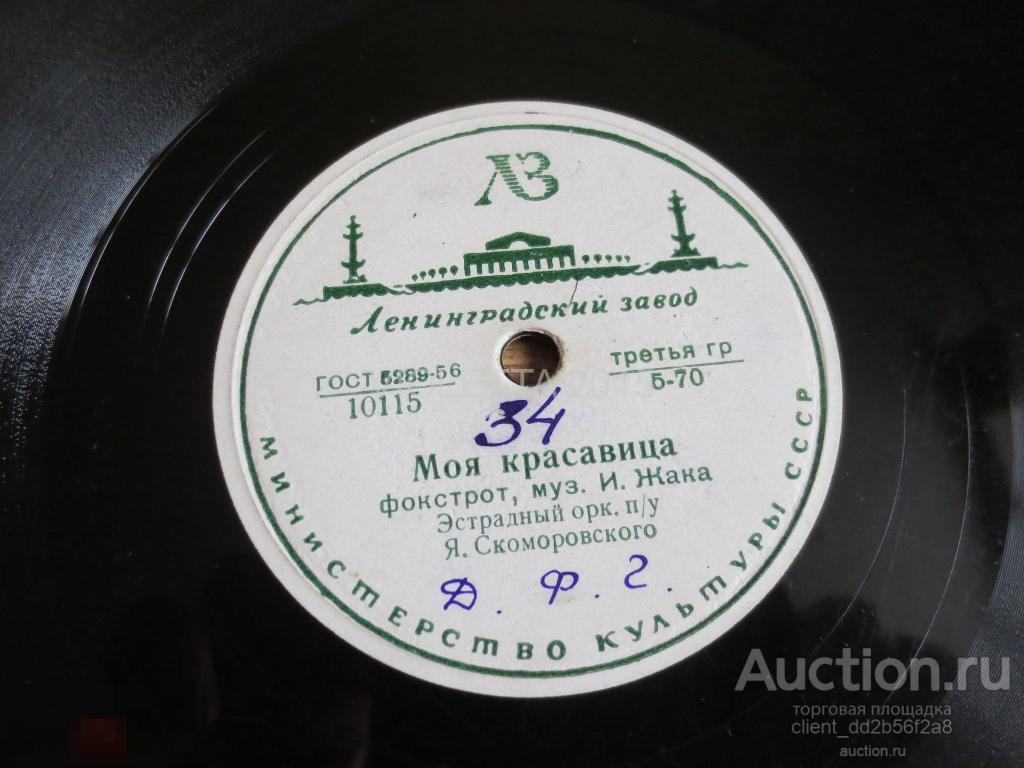 ЛЗ
Ленинградский завод
ГОСТ 5289-56
10115
третья гр
5-70
34
Моя красавица
фокстрот, муз. И. Жака
Эстрадный орк. п/у
Я. Скоморовского
Д. Ф. Г.
МИНИСТЕРСТВО КУЛЬТУРЫ СССР
Auction.ru
торговая площадка
client_dd2b56f2a8
auction.ru